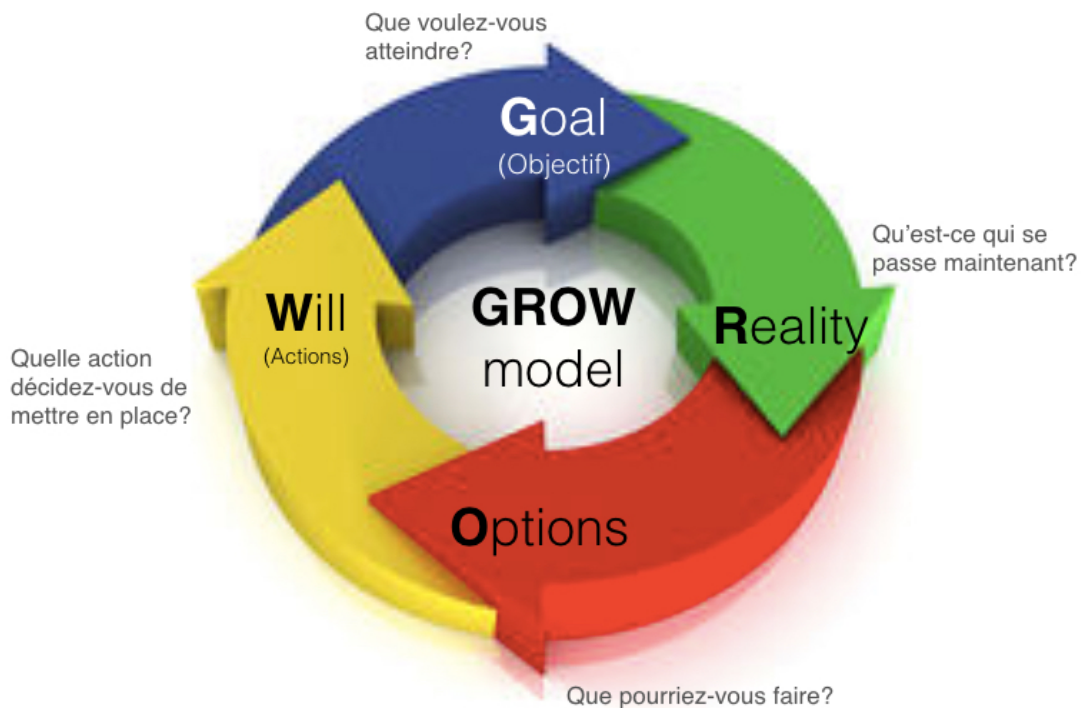 Que voulez-vous
atteindre?
Goal
(Objectif)
Qu'est-ce qui se
passe maintenant?
Reality
GROW
model
Will
(Actions)
Quelle action
décidez-vous de
mettre en place?
Options
Que pourriez-vous faire?